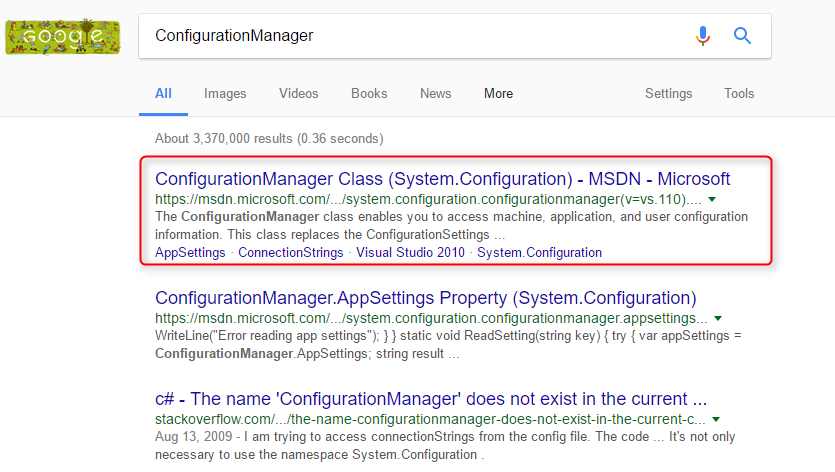 Google
ConfigurationManager
All Images Videos Books News More Settings Tools
About 3,370,000 results (0.36 seconds)
ConfigurationManager Class (System.Configuration) - MSDN - Microsoft
https://msdn.microsoft.com/.../system.configuration.configurationmanager(v=vs.110)....
The ConfigurationManager class enables you to access machine, application, and user configuration
information. This class replaces the ConfigurationSettings ...
AppSettings · ConnectionStrings · Visual Studio 2010 · System.Configuration
ConfigurationManager.AppSettings Property (System.Configuration)
https://msdn.microsoft.com/.../system.configuration.configurationmanager.appsettings...
WriteLine("Error reading app settings"); } } static void ReadSetting(string key) { try { var appSettings =
ConfigurationManager.AppSettings; string result ...
c# - The name 'ConfigurationManager' does not exist in the current ...
stackoverflow.com/.../the-name-configurationmanager-does-not-exist-in-the-current-c...
Aug 13, 2009 - I am trying to access connectionStrings from the config file. The code ... It's not only
necessary to use the namespace System.Configuration .